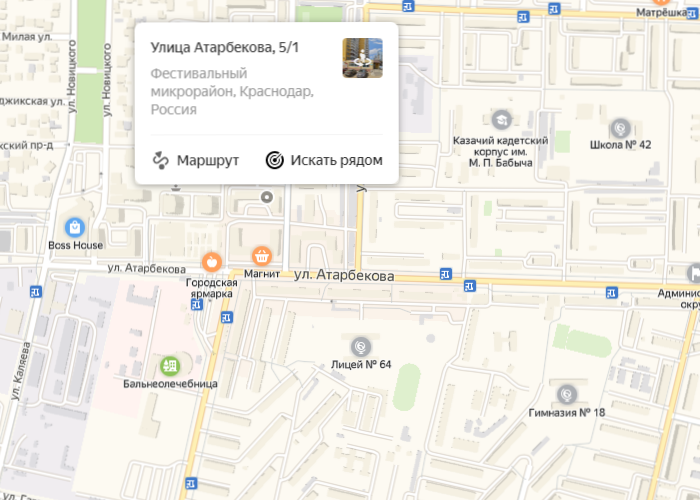 Матрёшка
Милая ул.
ул. Новицкого
ул. Новицкого
Улица Атарбекова, 5/1
Фестивальный
микрорайон, Краснодар,
Россия
Маршрут
Искать рядом
джикская ул.
ский пр-д
Казачий кадетский
корпус им.
М. П. Бабыча
Школа № 42
Boss House
ул. Атарбекова
Городская
ярмарка
Магнит
ул. Атарбекова
Админис
окру
ул. Каляева
Лицей № 64
Бальнеолечебница
Гимназия № 18